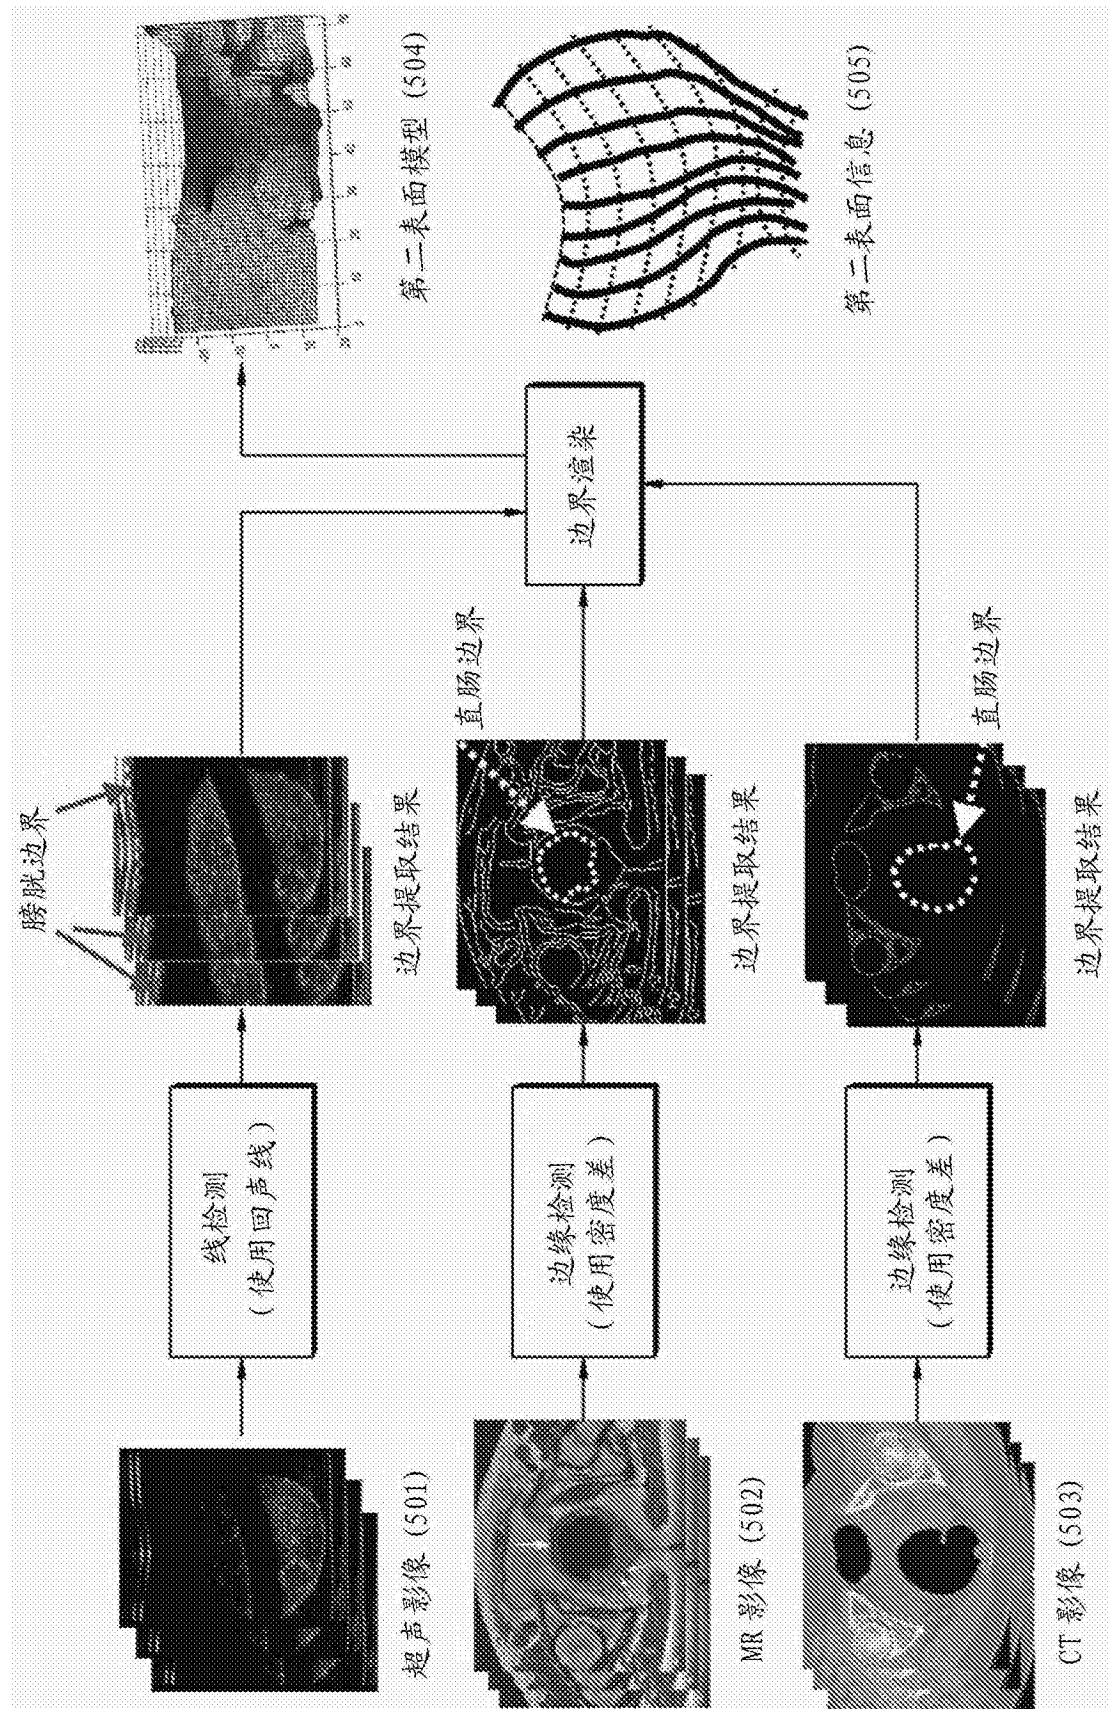 超声影像 (501)
线检测
(使用回声线)
膀胱边界
边界提取结果
第二表面模型 (504)
MR 影像 (502)
边缘检测
(使用密度差)
直肠边界
边界提取结果
边界渲染
第二表面信息 (505)
CT 影像 (503)
边缘检测
(使用密度差)
直肠边界
边界提取结果